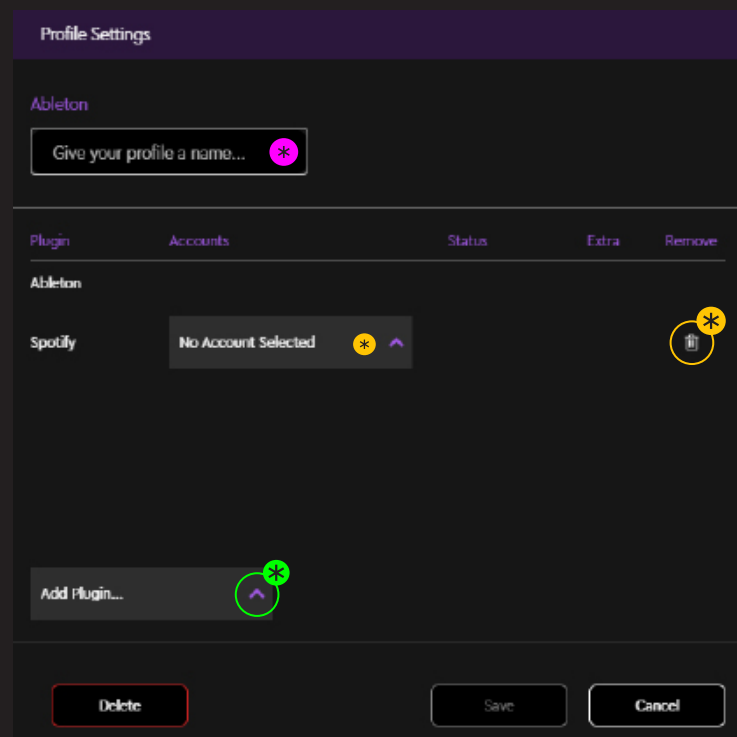 Profile Settings
Ableton
Give your profile a name...
Plugin Accounts Status Extra Remove
Ableton
Spotify No Account Selected
Add Plugin...
Delete Save Cancel